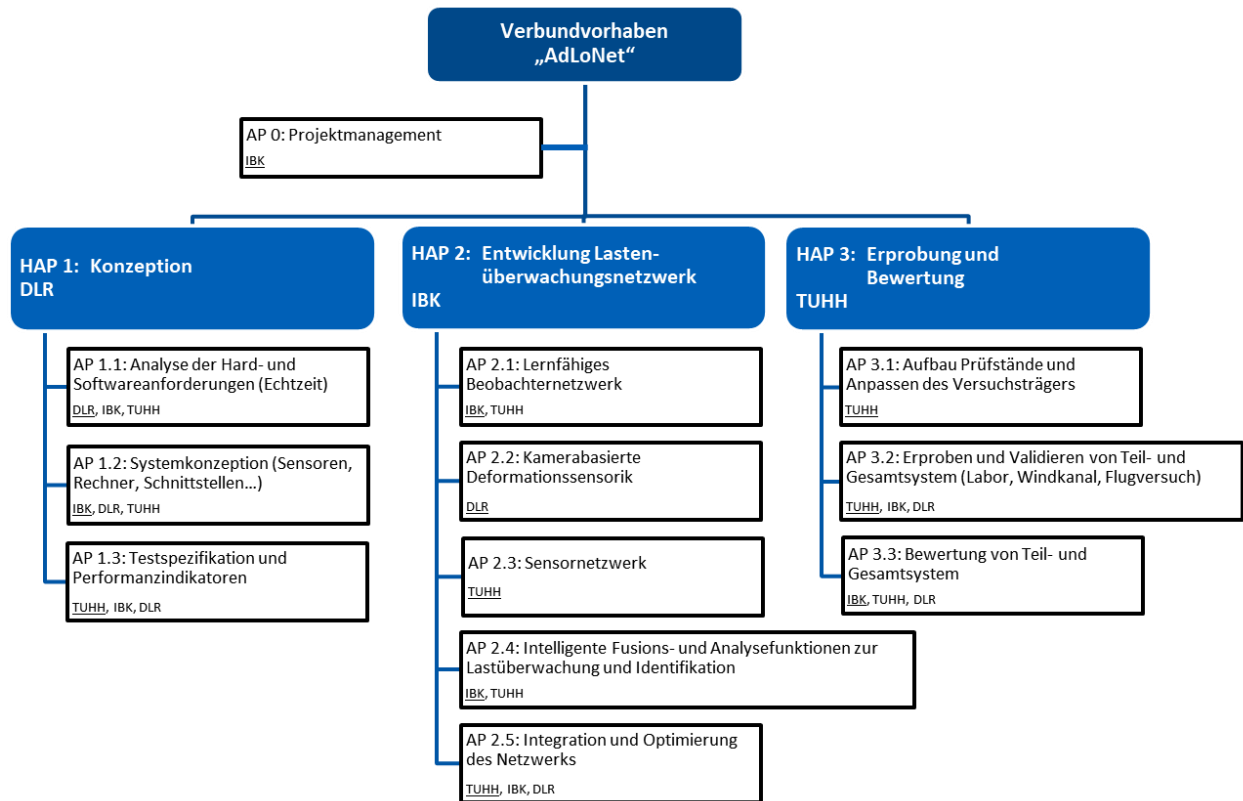 Verbundvorhaben
„AdLoNet“
AP 0: Projektmanagement
IBK
HAP 1: Konzeption
DLR
AP 1.1: Analyse der Hard- und
Softwareanforderungen (Echtzeit)
DLR, IBK, TUHH
AP 1.2: Systemkonzeption (Sensoren,
Rechner, Schnittstellen…)
IBK, DLR, TUHH
AP 1.3: Testspezifikation und
Performanzindikatoren
TUHH, IBK, DLR
HAP 2: Entwicklung Lasten-
überwachungsnetzwerk
IBK
AP 2.1: Lernfähiges
Beobachternetzwerk
IBK, TUHH
AP 2.2: Kamerabasierte
Deformationssensorik
DLR
AP 2.3: Sensornetzwerk
TUHH
AP 2.4: Intelligente Fusions- und Analysefunktionen zur
Lastüberwachung und Identifikation
IBK, TUHH
AP 2.5: Integration und Optimierung
des Netzwerks
TUHH, IBK, DLR
HAP 3: Erprobung und
Bewertung
TUHH
AP 3.1: Aufbau Prüfstände und
Anpassen des Versuchsträgers
TUHH
AP 3.2: Erproben und Validieren von Teil- und
Gesamtsystem (Labor, Windkanal, Flugversuch)
TUHH, IBK, DLR
AP 3.3: Bewertung von Teil- und
Gesamtsystem
IBK, TUHH, DLR